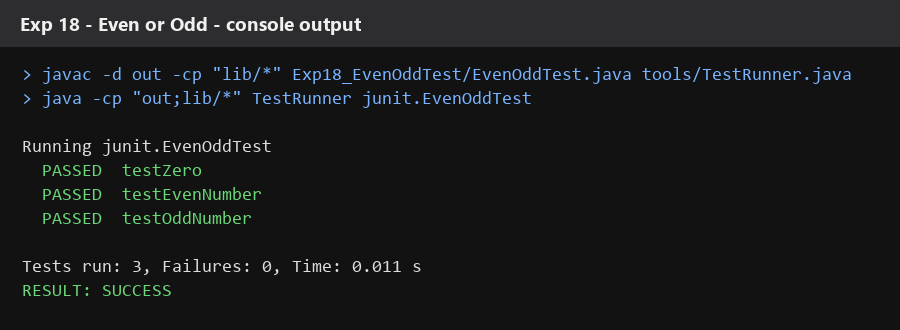 Exp 18 - Even or Odd - console output
> javac -d out -cp "lib/*" Exp18_EvenOddTest/EvenOddTest.java tools/TestRunner.java
> java -cp "out;lib/*" TestRunner junit.EvenOddTest
Running junit.EvenOddTest
PASSED  testZero
PASSED  testEvenNumber
PASSED  testOddNumber
Tests run: 3, Failures: 0, Time: 0.011 s
RESULT: SUCCESS